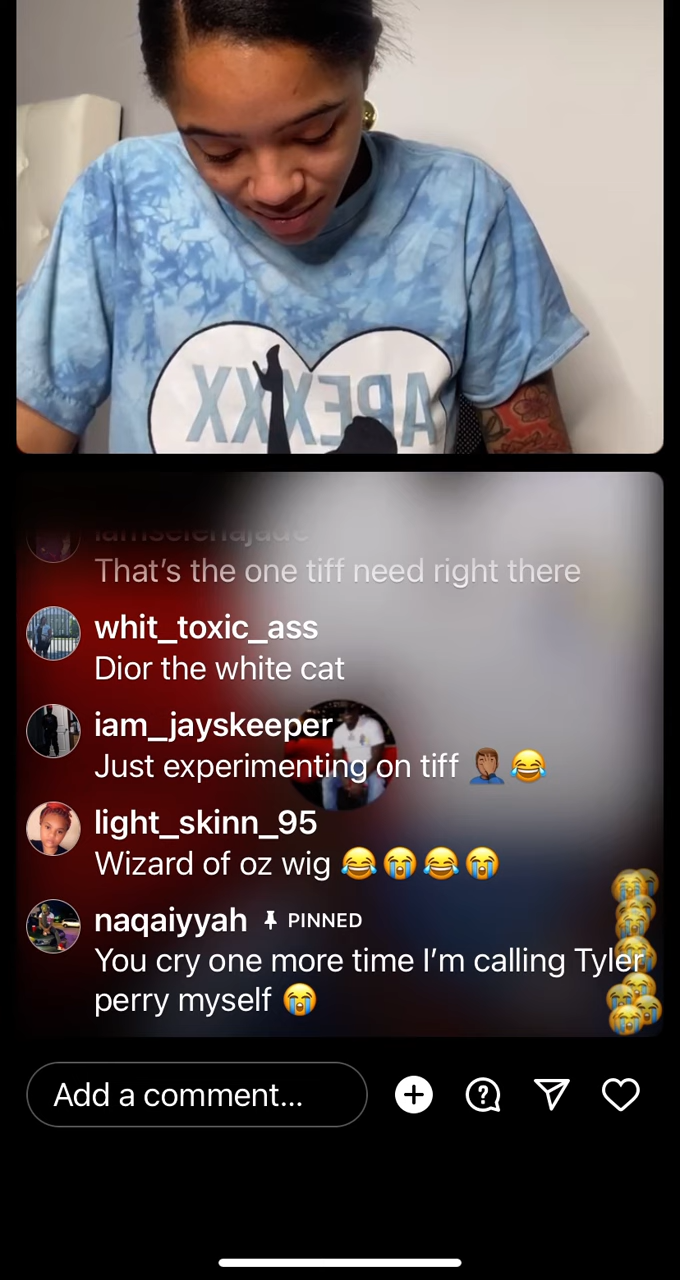 APEXXX
iamselenajade
That’s the one tiff need right there
whit_toxic_ass
Dior the white cat
iam_jayskeeper
Just experimenting on tiff 🤦🏾‍♂️😂
light_skinn_95
Wizard of oz wig 😂😭😂😭
naqaiyyah PINNED
You cry one more time I’m calling Tyler
perry myself 😭
Add a comment...